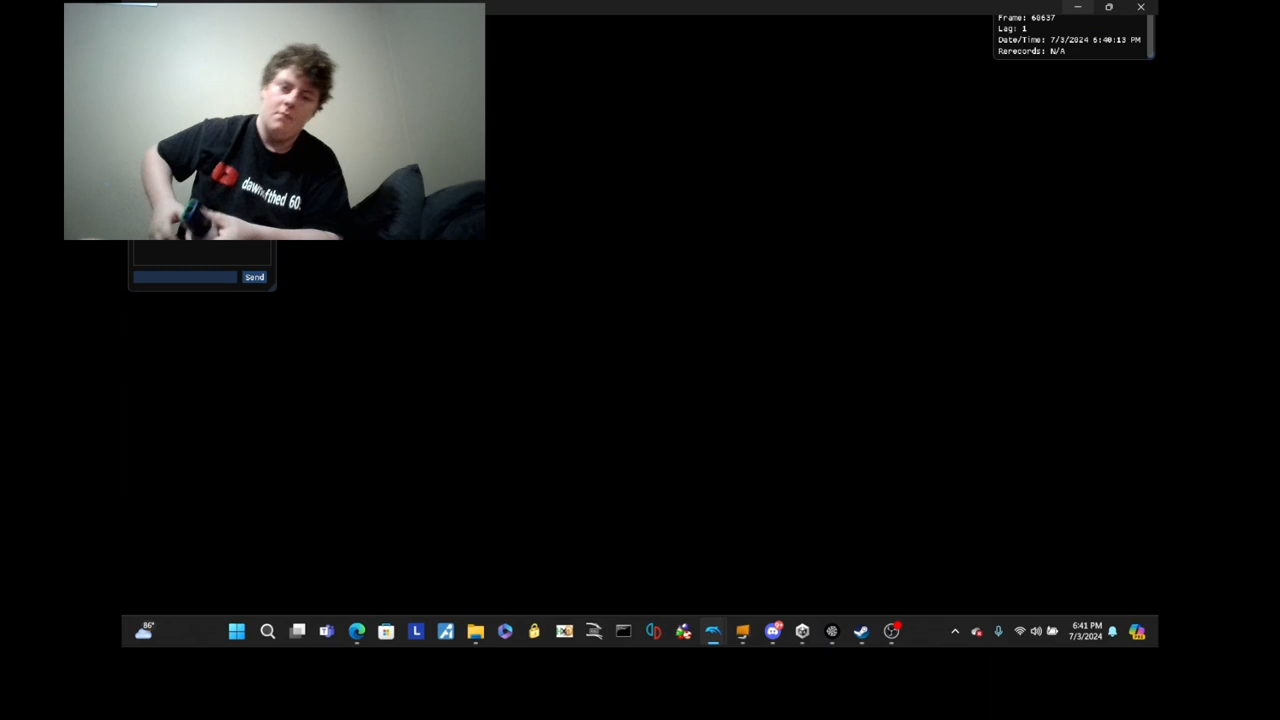 Frame: 60637
Lag: 1
Date/Time: 7/3/2024 6:40:13 PM
Rerecords: N/A
60.
Send
86°
6:41 PM
7/3/2024